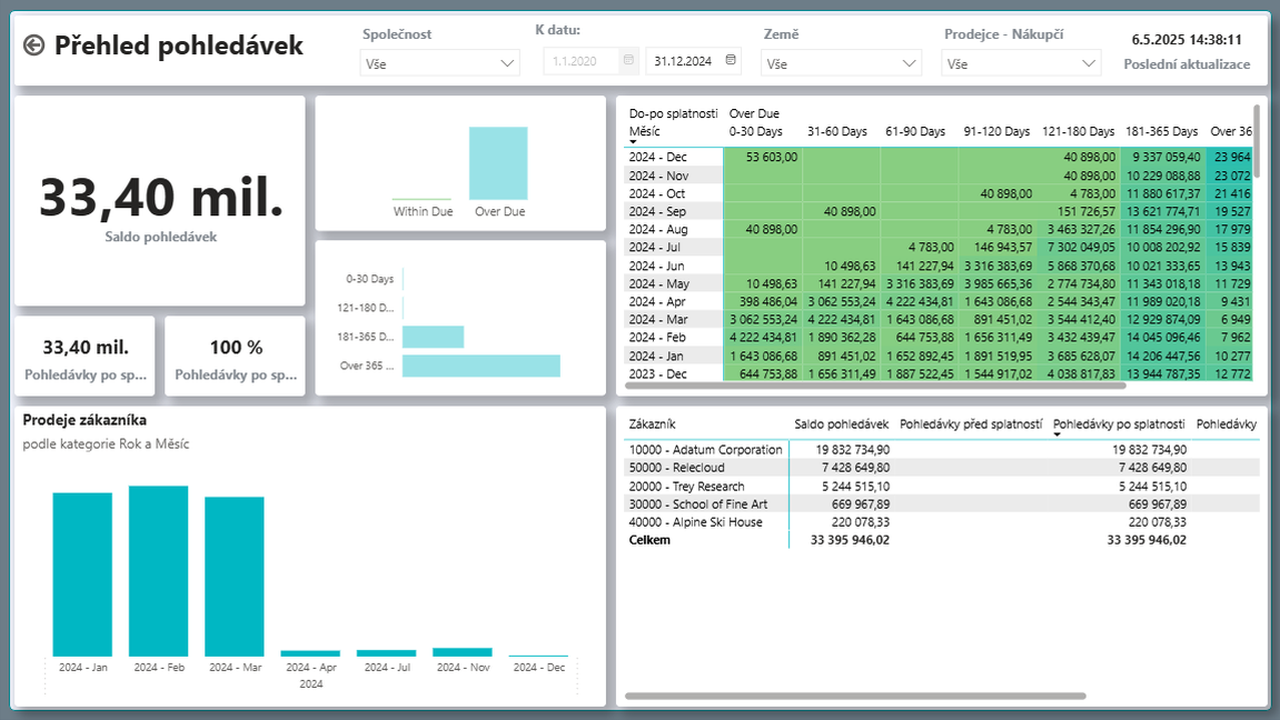 Přehled pohledávek
Společnost
Vše
K datu:
1.1.2020
31.12.2024
Země
Vše
Prodejce - Nákupčí
Vše
6.5.2025 14:38:11
Poslední aktualizace
33,40 mil.
Saldo pohledávek
33,40 mil.
Pohledávky po sp...
100 %
Pohledávky po sp...
Within Due
Over Due
0-30 Days
121-180 D...
181-365 D...
Over 365 ...
Do-po splatnosti Over Due
Měsíc 0-30 Days 31-60 Days 61-90 Days 91-120 Days 121-180 Days 181-365 Days Over 36
2024 - Dec 53 603,00 40 898,00 9 337 059,40 23 964
2024 - Nov 40 898,00 10 229 088,88 23 072
2024 - Oct 40 898,00 4 783,00 11 880 617,37 21 416
2024 - Sep 40 898,00 151 726,57 13 621 774,71 19 527
2024 - Aug 40 898,00 4 783,00 3 463 327,26 11 854 296,90 17 979
2024 - Jul 4 783,00 146 943,57 7 302 049,05 10 008 202,92 15 839
2024 - Jun 10 498,63 141 227,94 3 316 383,69 5 868 370,68 10 021 333,65 13 943
2024 - May 10 498,63 141 227,94 3 316 383,69 3 985 665,36 2 774 734,80 11 343 018,18 11 729
2024 - Apr 398 486,04 3 062 553,24 4 222 434,81 1 643 086,68 2 544 343,47 11 989 020,18 9 431
2024 - Mar 3 062 553,24 4 222 434,81 1 643 086,68 891 451,02 3 544 412,40 12 929 874,09 6 949
2024 - Feb 4 222 434,81 1 890 362,28 644 753,88 1 656 311,49 3 432 439,47 14 045 096,46 7 962
2024 - Jan 1 643 086,68 891 451,02 1 652 892,45 1 891 519,95 3 639 528,07 14 206 447,56 10 277
2023 - Dec 644 753,88 1 656 311,49 1 887 522,45 1 544 917,02 4 038 817,83 13 944 787,35 12 772
Prodeje zákazníka
podle kategorie Rok a Měsíc
2024 - Jan 2024 - Feb 2024 - Mar 2024 - Apr 2024 - Jul 2024 - Nov 2024 - Dec
2024
Zákazník Saldo pohledávek Pohledávky před splatností Pohledávky po splatnosti Pohledávky
10000 - Adatum Corporation 19 832 734,90 19 832 734,90
50000 - Relecloud 7 428 649,80 7 428 649,80
20000 - Trey Research 5 244 515,10 5 244 515,10
30000 - School of Fine Art 669 967,89 669 967,89
40000 - Alpine Ski House 220 078,33 220 078,33
Celkem 33 395 946,02 33 395 946,02